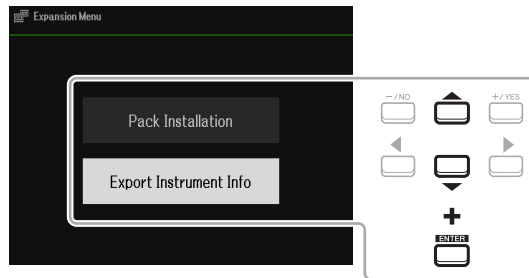 Expansion Menu
Pack Installation
Export Instrument Info
–/NO
+/YES
+
ENTER